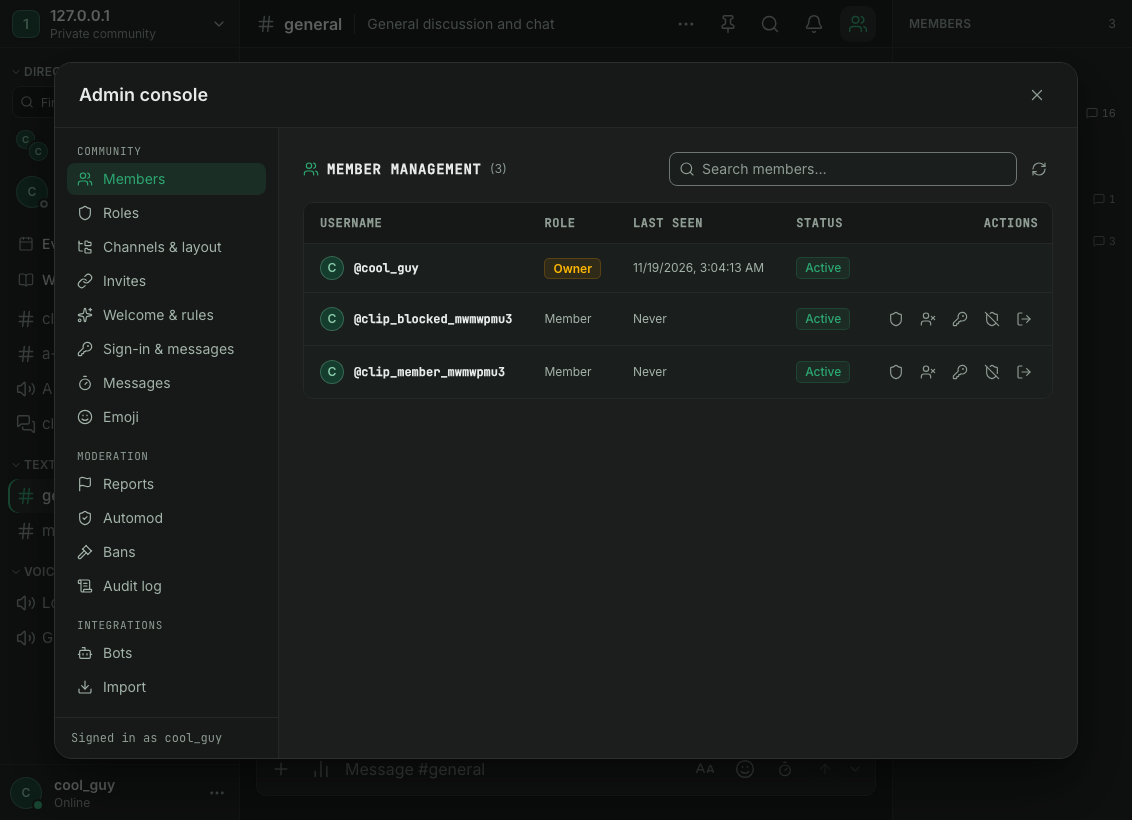 1
127.0.0.1
Private community
# general
General discussion and chat
MEMBERS
3
Admin console
COMMUNITY
Members
Roles
Channels & layout
Invites
Welcome & rules
Sign-in & messages
Messages
Emoji
MODERATION
Reports
Automod
Bans
Audit log
INTEGRATIONS
Bots
Import
Signed in as cool_guy
MEMBER MANAGEMENT (3)
Search members...
USERNAME ROLE LAST SEEN STATUS ACTIONS
C @cool_guy Owner 11/19/2026, 3:04:13 AM Active
C @clip_blocked_mwmwpmu3 Member Never Active
C @clip_member_mwmwpmu3 Member Never Active
16
1
3
C
C
C
TEXT
C
cool_guy
Online
Message #general
AA